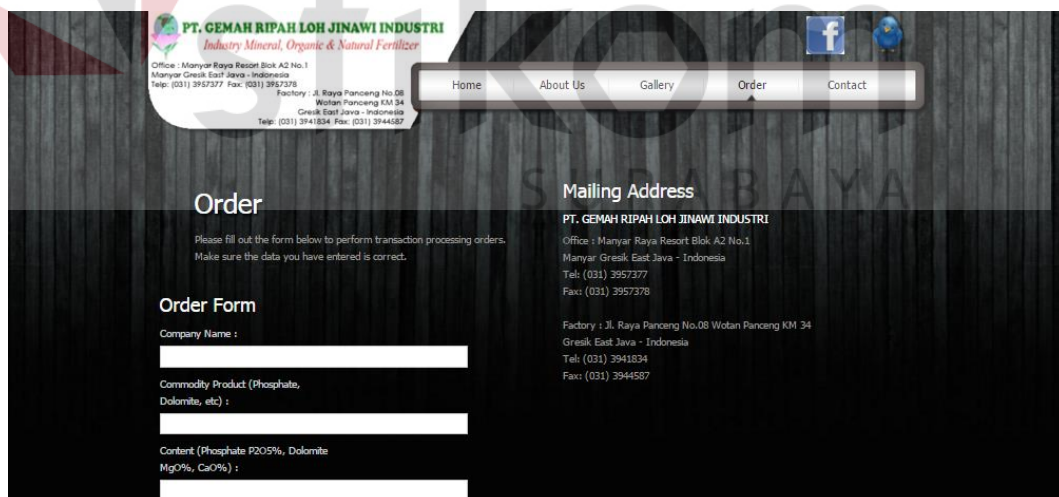 PT. GEMAH RIPAH LOH JINAWI INDUSTRI
Industry Mineral, Organic & Natural Fertilizer
Office : Manyar Raya Resort Blok A2 No.1
Manyar Gresik East Java - Indonesia
Telp: (031) 3957377 Fax: (031) 3957378
Factory : Jl. Raya Panceng No.08
Wotan Panceng KM 34
Gresik East Java - Indonesia
Telp: (031) 3941834 Fax: (031) 3944587
Home
About Us
Gallery
Order
Contact
stikom
SURABAYA
Order
Please fill out the form below to perform transaction processing orders.
Make sure the data you have entered is correct.
Order Form
Company Name :
Commodity Product (Phosphate,
Dolomite, etc) :
Content (Phosphate P2O5%, Dolomite
MgO%, CaO%) :
Mailing Address
PT. GEMAH RIPAH LOH JINAWI INDUSTRI
Office : Manyar Raya Resort Blok A2 No.1
Manyar Gresik East Java - Indonesia
Tel: (031) 3957377
Fax: (031) 3957378
Factory : Jl. Raya Panceng No.08 Wotan Panceng KM 34
Gresik East Java - Indonesia
Tel: (031) 3941834
Fax: (031) 3944587